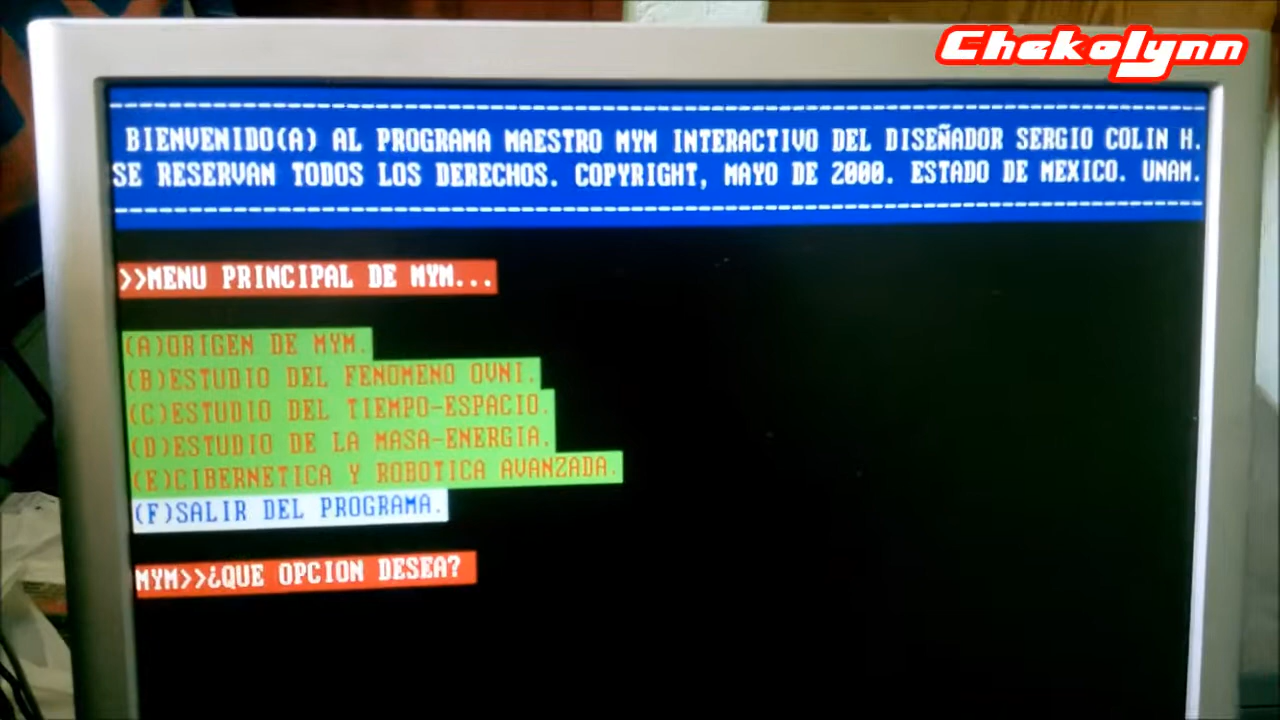 Chekolynn
--------------------------------------------------------------------------------
BIENVENIDO(A) AL PROGRAMA MAESTRO MYM INTERACTIVO DEL DISEÑADOR SERGIO COLIN H.
SE RESERVAN TODOS LOS DERECHOS. COPYRIGHT, MAYO DE 2000. ESTADO DE MEXICO. UNAM.
--------------------------------------------------------------------------------
>>MENU PRINCIPAL DE MYM...
(A)ORIGEN DE MYM.
(B)ESTUDIO DEL FENOMENO OVNI.
(C)ESTUDIO DEL TIEMPO-ESPACIO.
(D)ESTUDIO DE LA MASA-ENERGIA.
(E)CIBERNETICA Y ROBOTICA AVANZADA.
(F)SALIR DEL PROGRAMA.
MYM>>¿QUE OPCION DESEA?